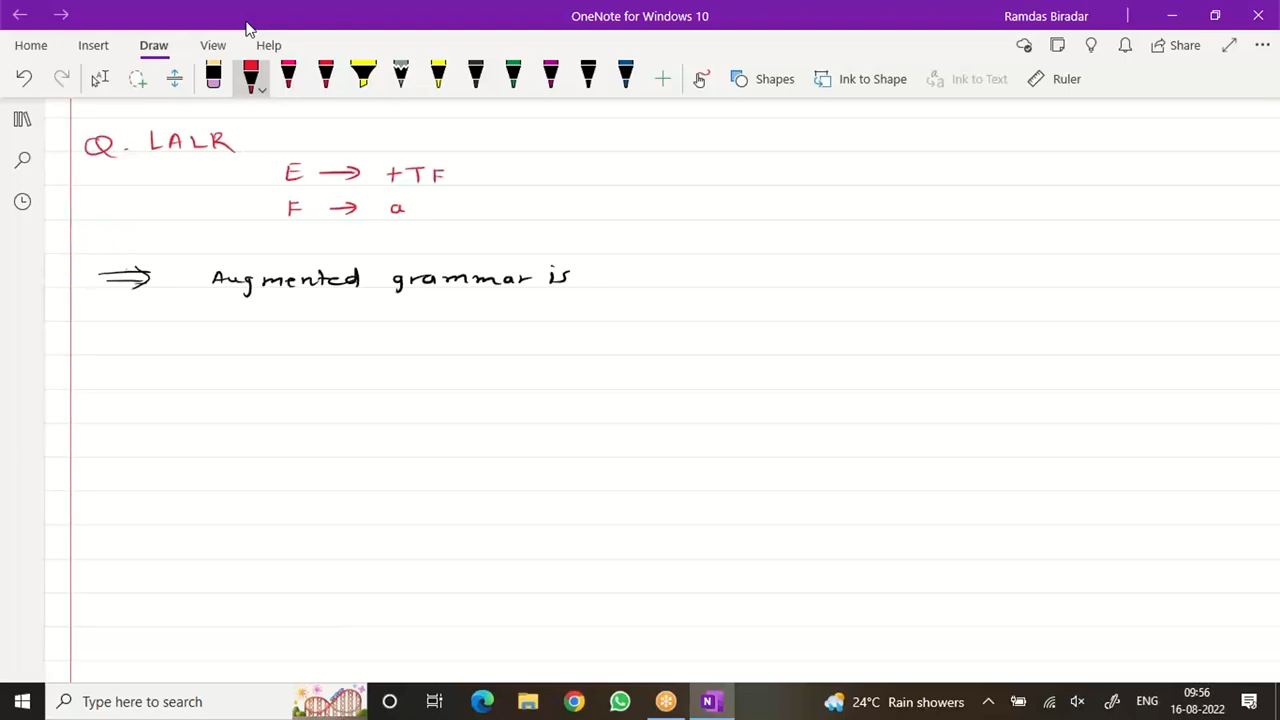 OneNote for Windows 10
Ramdas Biradar
Home Insert Draw View Help
Share
Shapes Ink to Shape Ink to Text Ruler
Q. LALR
E → +TF
F → a
⇒ Augmented grammar is
Type here to search
24°C Rain showers
ENG
09:56
16-08-2022